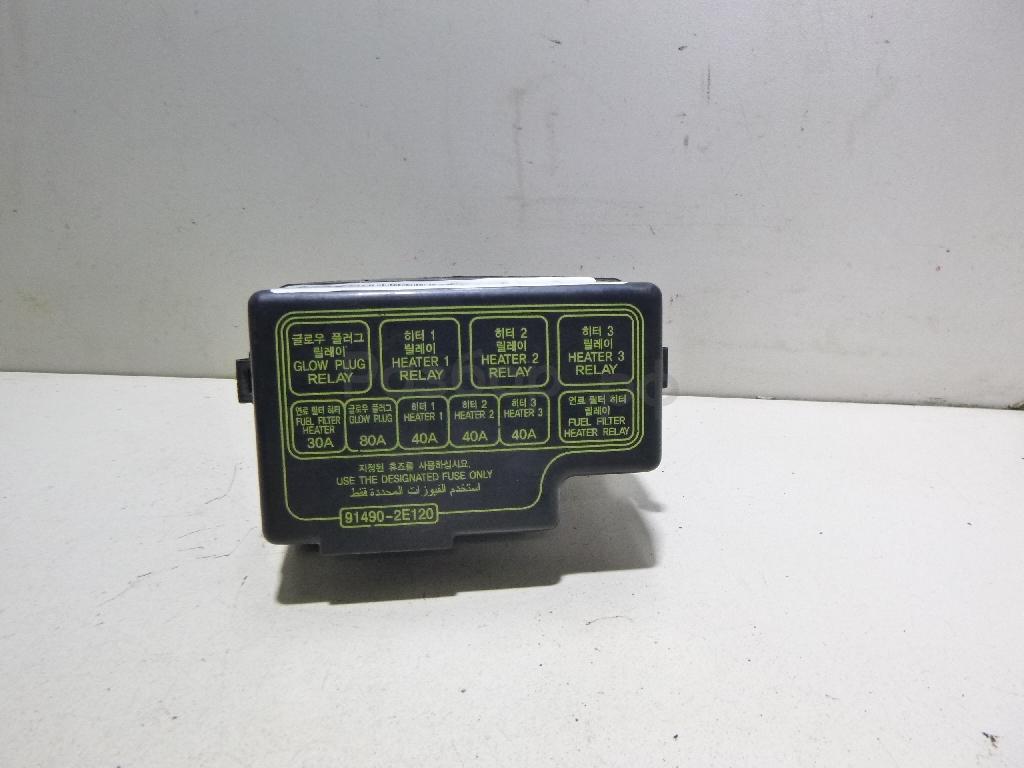 글로우 플러그
릴레이
GLOW PLUG
RELAY
히터 1
릴레이
HEATER 1
RELAY
히터 2
릴레이
HEATER 2
RELAY
히터 3
릴레이
HEATER 3
RELAY
연료 필터 히터
FUEL FILTER
HEATER
30A
글로우 플러그
GLOW PLUG
80A
히터 1
HEATER 1
40A
히터 2
HEATER 2
40A
히터 3
HEATER 3
40A
연료 필터 히터
릴레이
FUEL FILTER
HEATER RELAY
지정된 휴즈를 사용하십시요.
USE THE DESIGNATED FUSE ONLY
استخدم الفيوزات المحددة فقط
91490-2E120